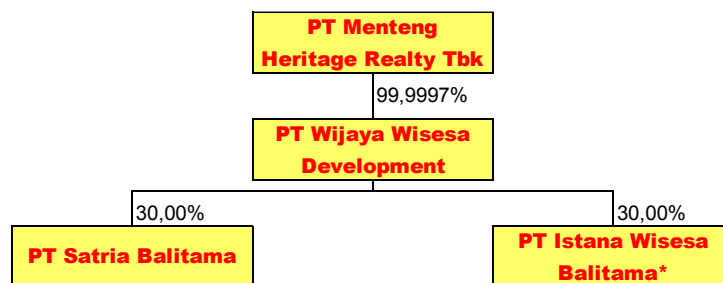 PT Menteng
Heritage Realty Tbk
99,9997%
PT Wijaya Wisesa
Development
30,00%
30,00%
PT Satria Balitama
PT Istana Wisesa
Balitama*